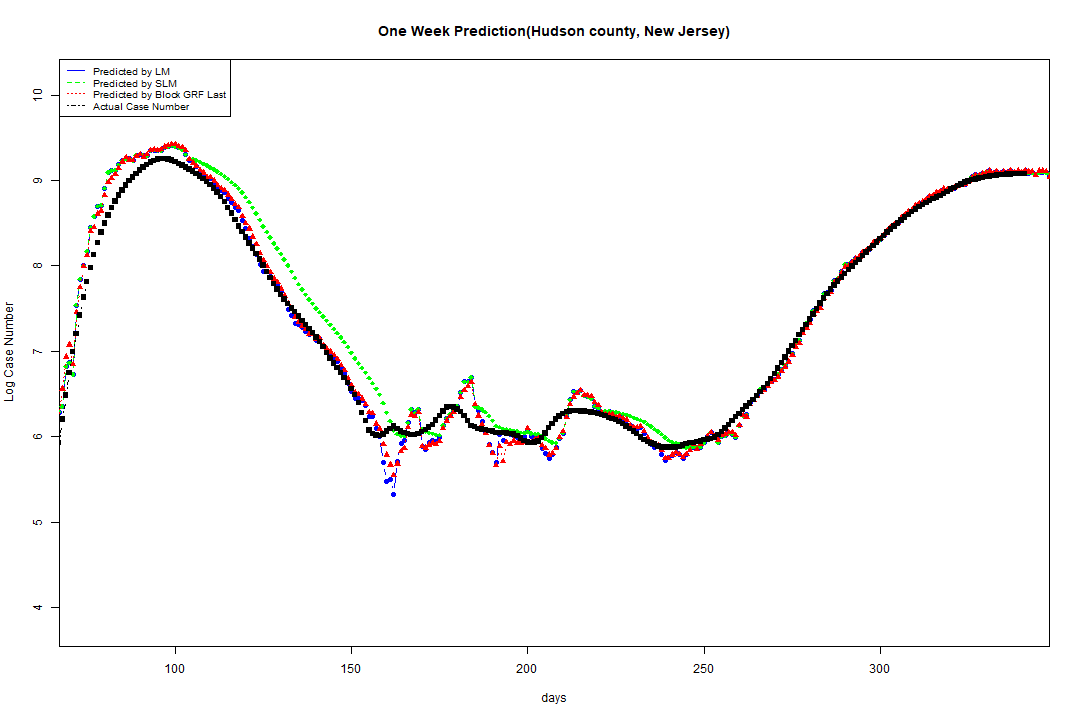 One Week Prediction(Hudson county, New Jersey)
Predicted by LM
Predicted by SLM
Predicted by Block GRF Last
Actual Case Number
10
9
8
7
6
5
4
Log Case Number
100 150 200 250 300
days